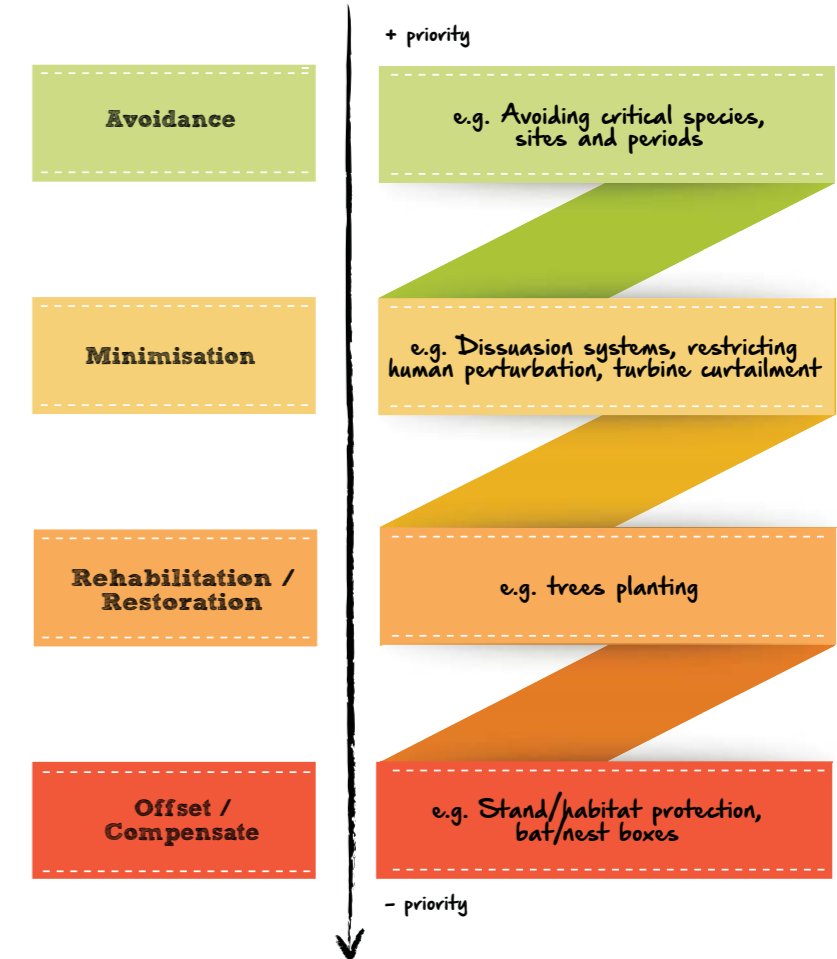 + priority
Avoidance
e.g. Avoiding critical species,
sites and periods
Minimisation
e.g. Dissuasion systems, restricting
human perturbation, turbine curtailment
Rehabilitation /
Restoration
e.g. trees planting
Offset /
Compensate
e.g. Stand/habitat protection,
bat/nest boxes
- priority